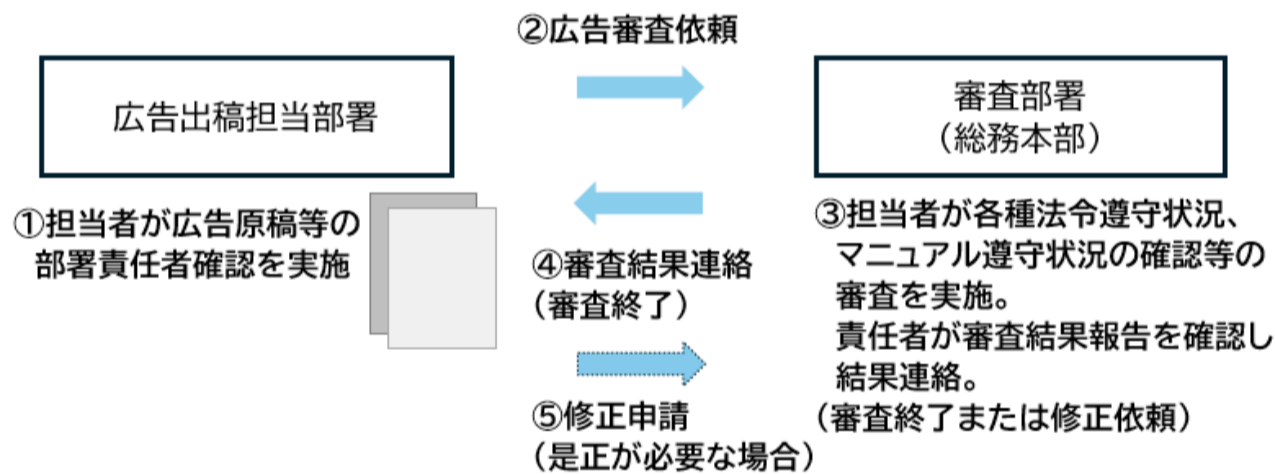 ②広告審査依頼
広告出稿担当部署
審査部署
（総務本部）
①担当者が広告原稿等の
部署責任者確認を実施
③担当者が各種法令遵守状況、
マニュアル遵守状況の確認等の
審査を実施。
責任者が審査結果報告を確認し
結果連絡。
（審査終了または修正依頼）
④審査結果連絡
（審査終了）
⑤修正申請
（是正が必要な場合）